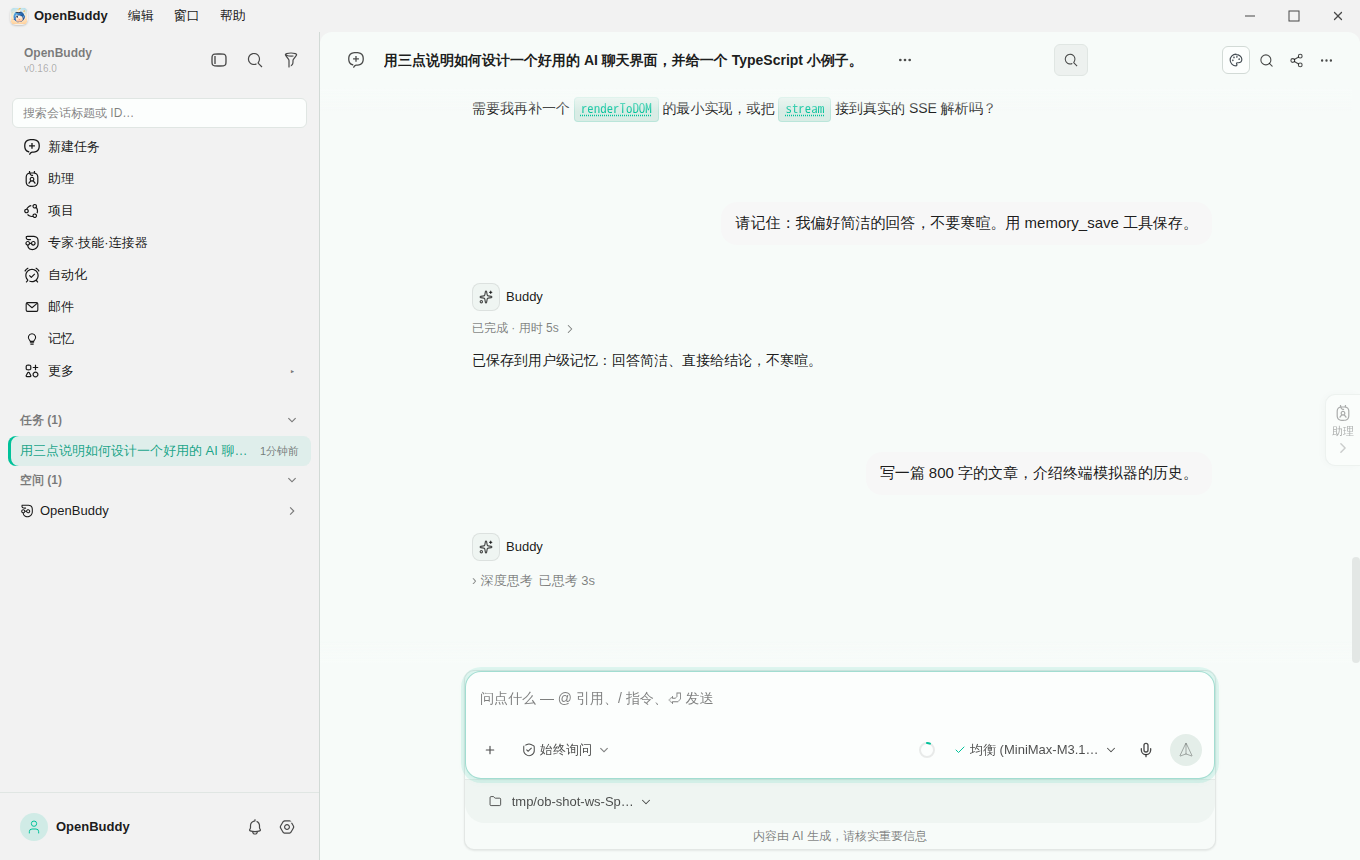 OpenBuddy 编辑 窗口 帮助
OpenBuddy
v0.16.0
搜索会话标题或 ID…
新建任务
助理
项目
专家·技能·连接器
自动化
邮件
记忆
更多
任务 (1)
用三点说明如何设计一个好用的 AI 聊… 1分钟前
空间 (1)
OpenBuddy
OpenBuddy
用三点说明如何设计一个好用的 AI 聊天界面，并给一个 TypeScript 小例子。
需要我再补一个 renderToDOM 的最小实现，或把 stream 接到真实的 SSE 解析吗？
请记住：我偏好简洁的回答，不要寒暄。用 memory_save 工具保存。
Buddy
已完成 · 用时 5s
已保存到用户级记忆：回答简洁、直接给结论，不寒暄。
写一篇 800 字的文章，介绍终端模拟器的历史。
Buddy
深度思考 已思考 3s
助理
问点什么 — @ 引用、/ 指令、⏎ 发送
始终询问
均衡 (MiniMax-M3.1…
tmp/ob-shot-ws-Sp…
内容由 AI 生成，请核实重要信息